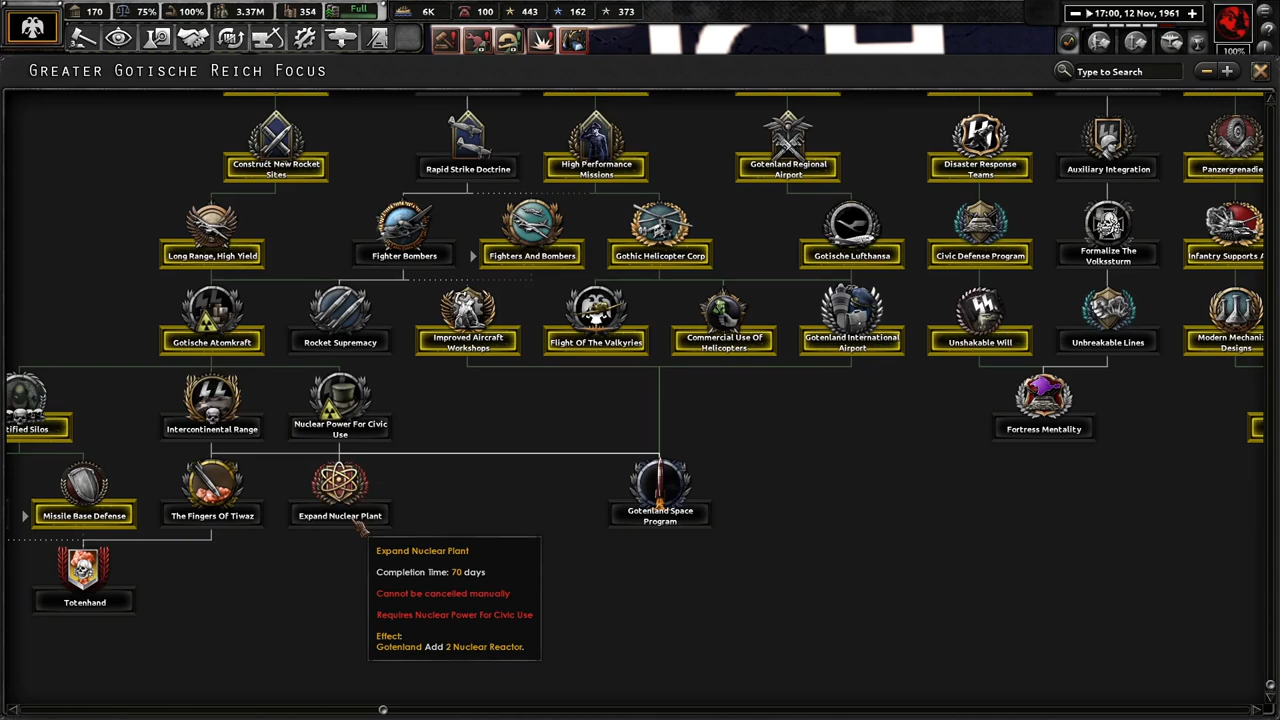 170 75% 100% 3.37M 354 Full 6K 100 443 162 373
17:00, 12 Nov, 1961
100%
Greater Gotische Reich Focus
Type to Search
Construct New Rocket
Sites
Rapid Strike Doctrine
High Performance
Missions
Gotenland Regional
Airport
Disaster Response
Teams
Auxiliary Integration
Panzergrenadie
Long Range, High Yield
Fighter Bombers
Fighters And Bombers
Gothic Helicopter Corp
Gotische Lufthansa
Civic Defense Program
Formalize The
Volkssturm
Infantry Supports A
Gotische Atomkraft
Rocket Supremacy
Improved Aircraft
Workshops
Flight Of The Valkyries
Commercial Use Of
Helicopters
Gotenland International
Airport
Unshakable Will
Unbreakable Lines
Modern Mechani
Designs
tified Silos
Intercontinental Range
Nuclear Power For Civic
Use
Fortress Mentality
Missile Base Defense
The Fingers Of Tiwaz
Expand Nuclear Plant
Gotenland Space
Program
Totenhand
Expand Nuclear Plant
Completion Time: 70 days
Cannot be cancelled manually
Requires Nuclear Power For Civic Use
Effect:
Gotenland Add 2 Nuclear Reactor.